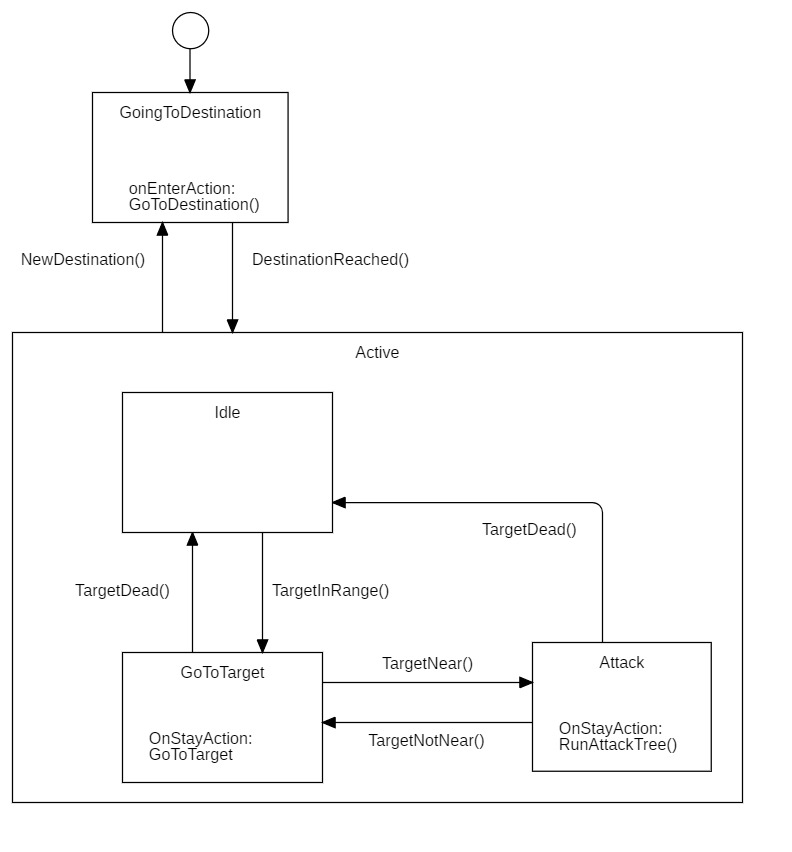 GoingToDestination
onEnterAction:
GoToDestination()
NewDestination()
DestinationReached()
Active
Idle
TargetDead()
TargetDead()
TargetInRange()
GoToTarget
OnStayAction:
GoToTarget
TargetNear()
TargetNotNear()
Attack
OnStayAction:
RunAttackTree()